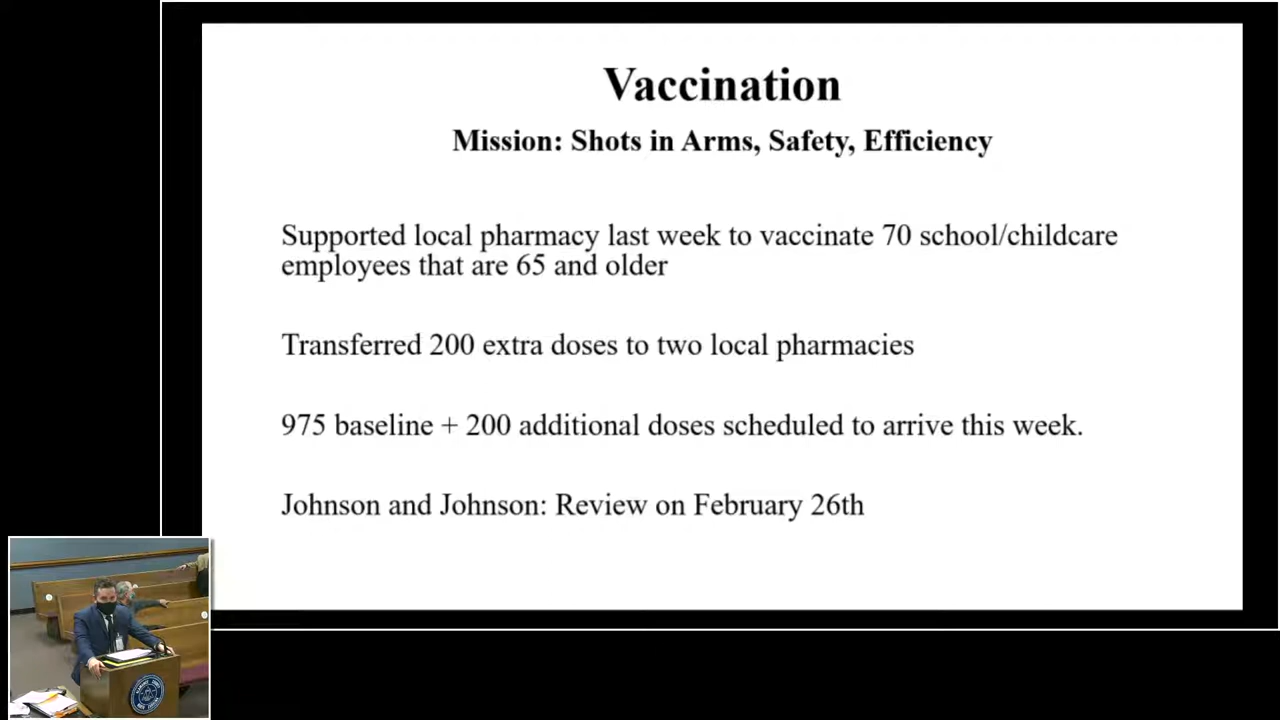 Vaccination
Mission: Shots in Arms, Safety, Efficiency
Supported local pharmacy last week to vaccinate 70 school/childcare
employees that are 65 and older
Transferred 200 extra doses to two local pharmacies
975 baseline + 200 additional doses scheduled to arrive this week.
Johnson and Johnson: Review on February 26th